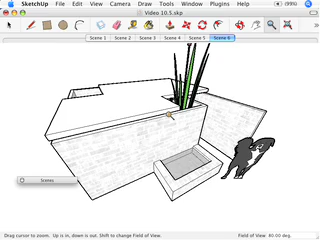 SketchUp File Edit View Camera Draw Tools Window (99%)
Video 10.5.skp
Scene 1 Scene 2 Scene 3 Scene 4 Scene 5 Scene 6
Scenes
Drag cursor to zoom. Up is in, down is out. Shift to change Field of View. Field of View 80.00 deg.